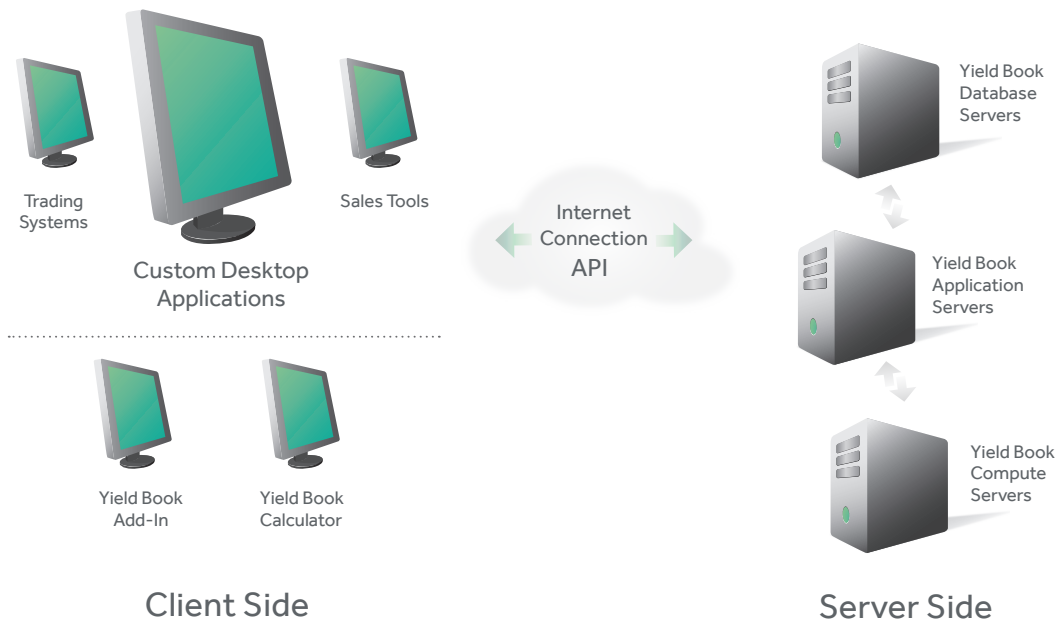 Trading
Systems
Sales Tools
Custom Desktop
Applications
Yield Book
Add-In
Yield Book
Calculator
Client Side
Internet
Connection
API
Yield Book
Database
Servers
Yield Book
Application
Servers
Yield Book
Compute
Servers
Server Side